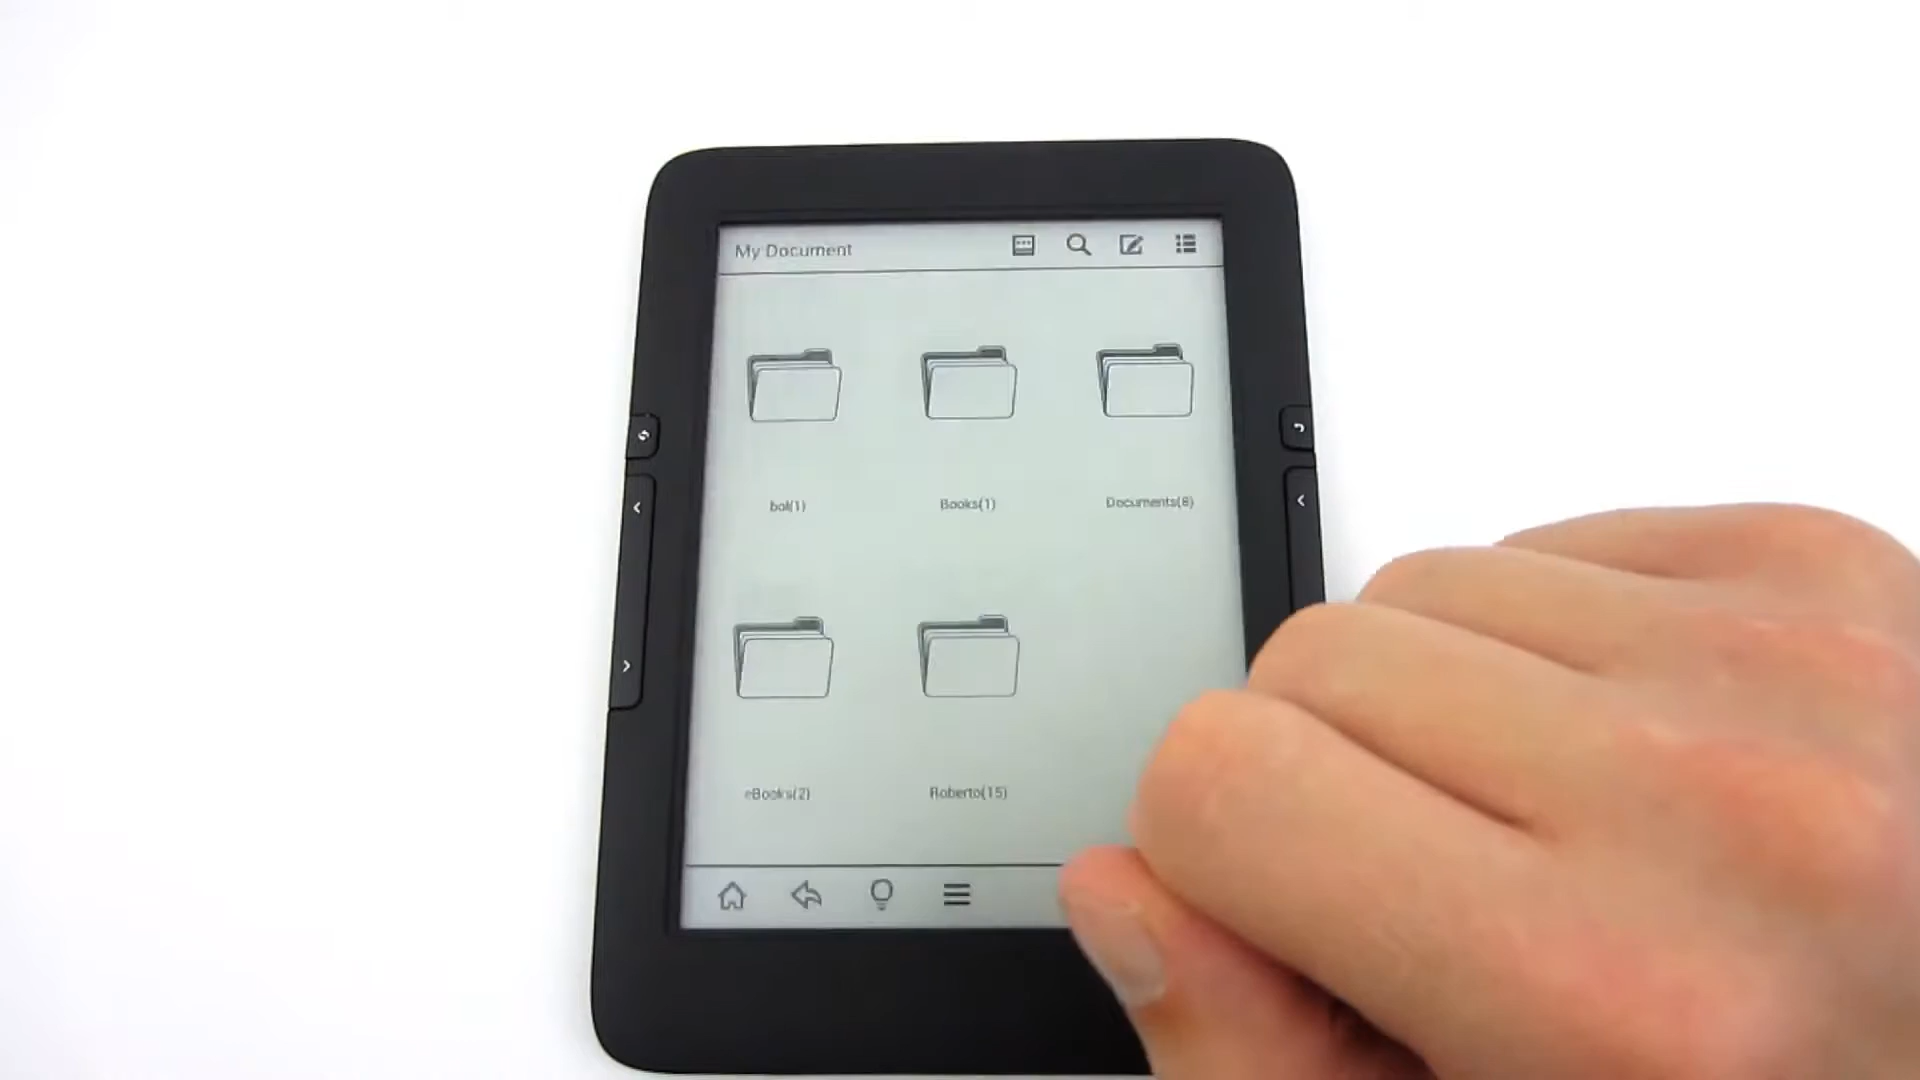 My Document
bol(1) Books(1) Documents(8)
eBooks(2) Roberto(15)